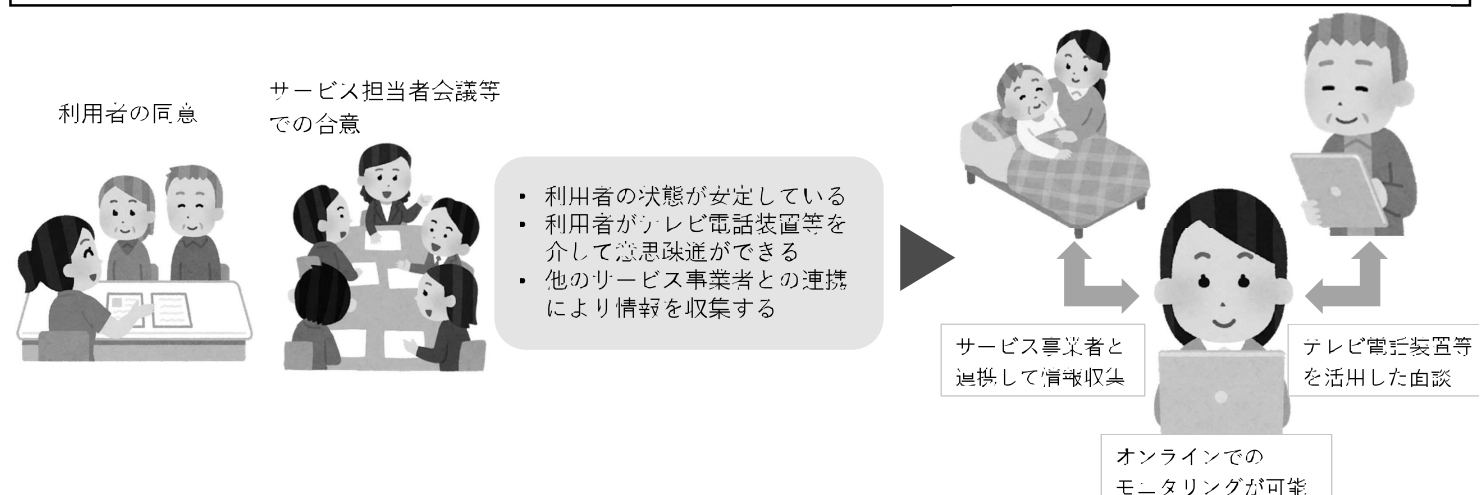 利用者の同意
サービス担当者会議等
での合意
• 利用者の状態が安定している
• 利用者がテレビ電話装置等を
介して意思疎通ができる
• 他のサービス事業者との連携
により情報を収集する
サービス事業者と
連携して情報収集
テレビ電話装置等
を活用した面談
オンラインでの
モニタリングが可能